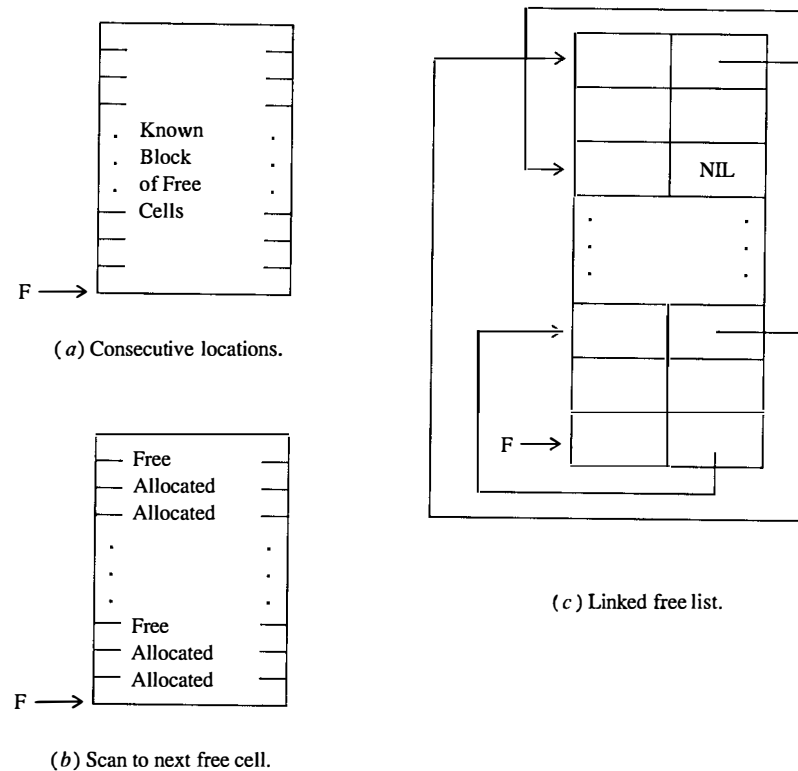 Known
Block
of Free
Cells
F
(a) Consecutive locations.
Free
Allocated
Allocated
Free
Allocated
Allocated
F
(b) Scan to next free cell.
NIL
F
(c) Linked free list.